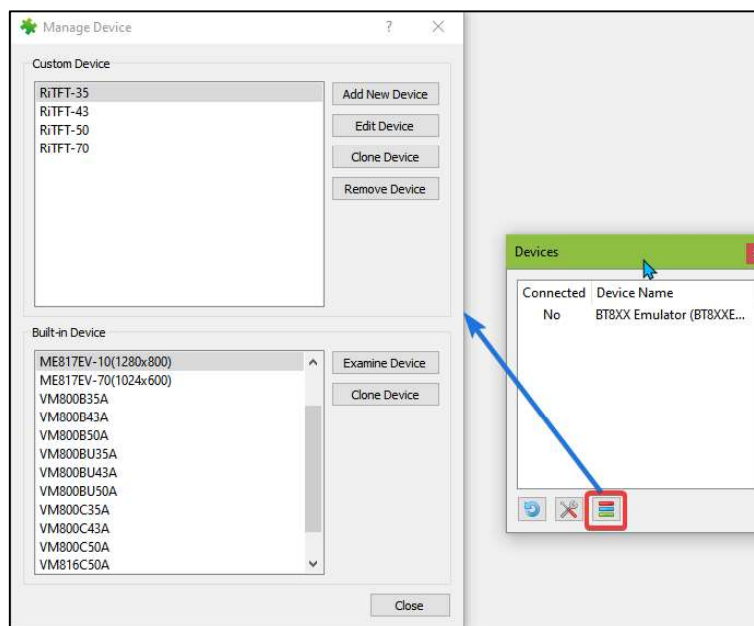 Manage Device
?
Custom Device
RiTFT-35
RiTFT-43
RiTFT-50
RiTFT-70
Add New Device
Edit Device
Clone Device
Remove Device
Built-in Device
ME817EV-10(1280x800)
ME817EV-70(1024x600)
VM800B35A
VM800B43A
VM800B50A
VM800BU35A
VM800BU43A
VM800BU50A
VM800C35A
VM800C43A
VM800C50A
VM816C50A
Examine Device
Clone Device
Close
Devices
Connected Device Name
No BT8XX Emulator (BT8XXE...